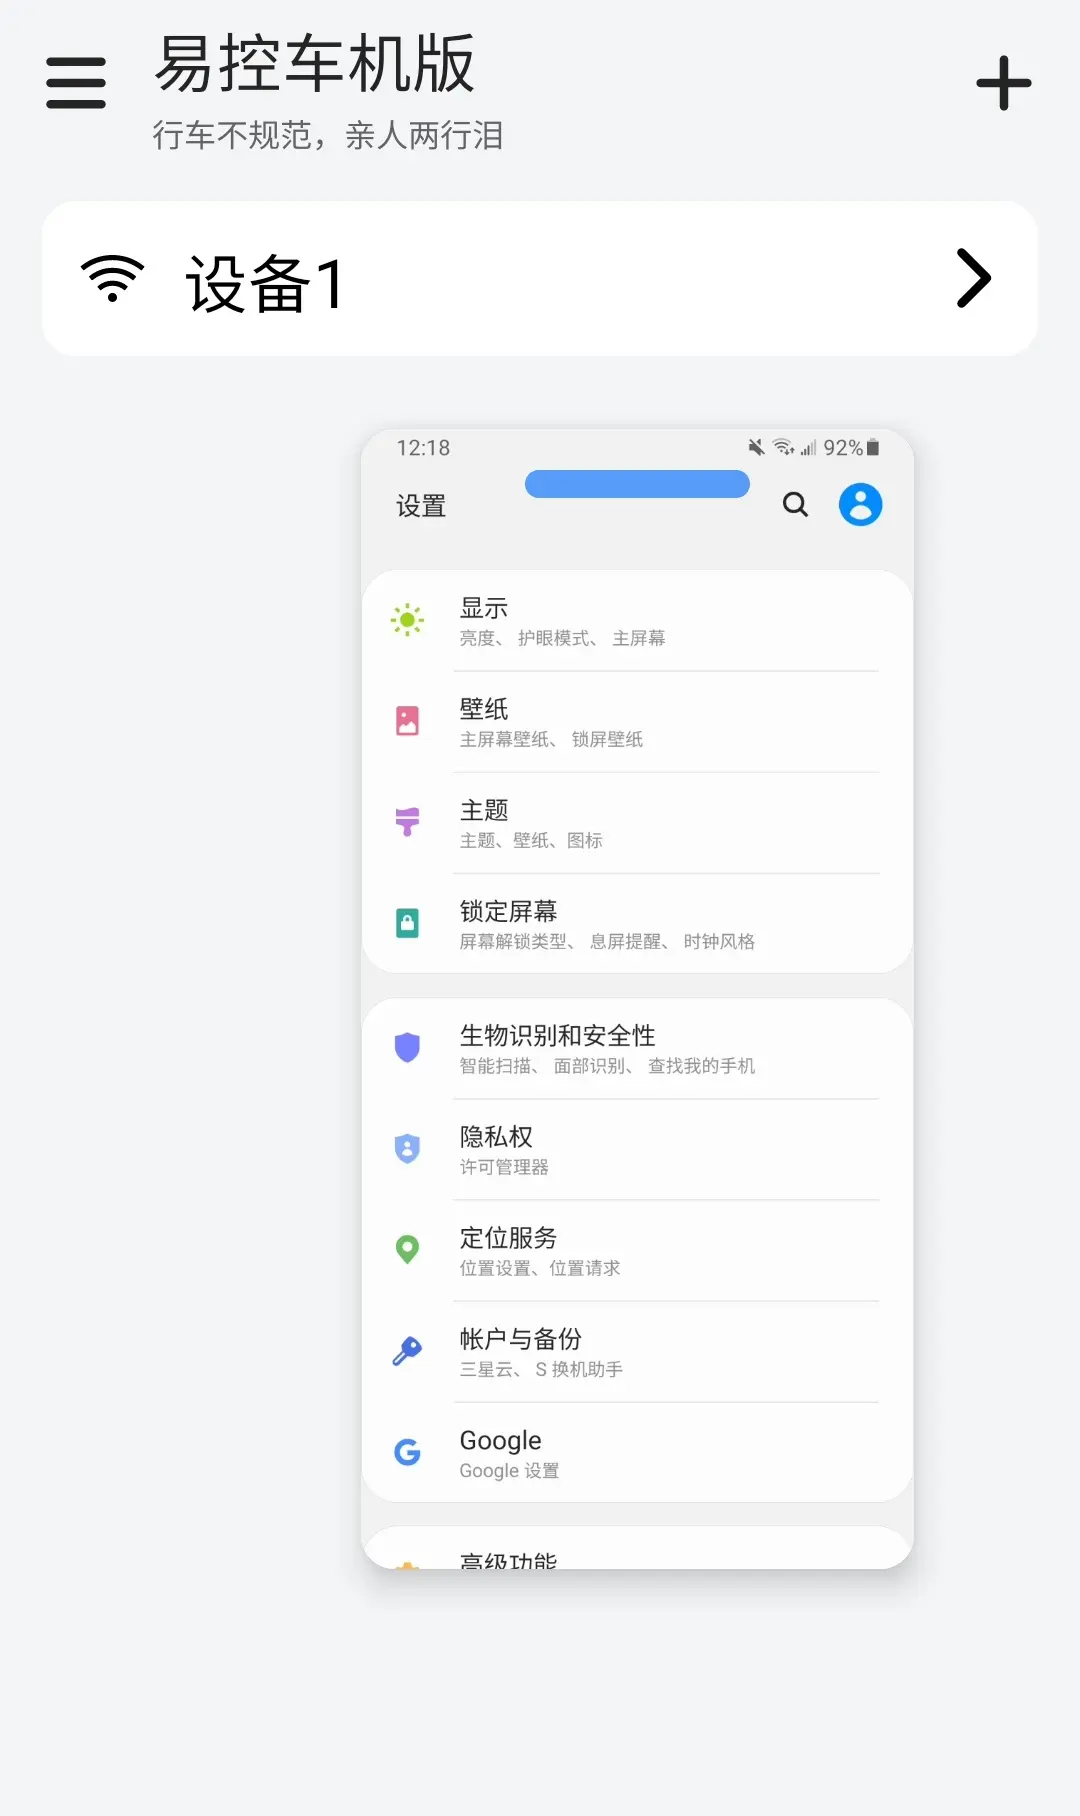 易控车机版
行车不规范，亲人两行泪
设备1
12:18
92%
设置
显示
亮度、 护眼模式、 主屏幕
壁纸
主屏幕壁纸、 锁屏壁纸
主题
主题、壁纸、图标
锁定屏幕
屏幕解锁类型、 息屏提醒、 时钟风格
生物识别和安全性
智能扫描、 面部识别、 查找我的手机
隐私权
许可管理器
定位服务
位置设置、位置请求
帐户与备份
三星云、 S 换机助手
Google
Google 设置
高级功能